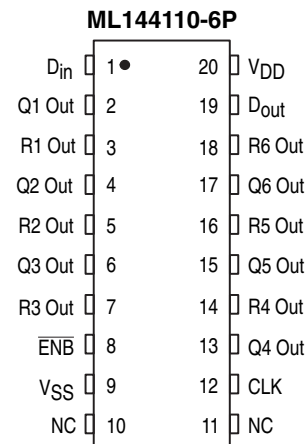 ML144110-6P
Din 1 20 VDD
Q1 Out 2 19 Dout
R1 Out 3 18 R6 Out
Q2 Out 4 17 Q6 Out
R2 Out 5 16 R5 Out
Q3 Out 6 15 Q5 Out
R3 Out 7 14 R4 Out
ENB 8 13 Q4 Out
VSS 9 12 CLK
NC 10 11 NC